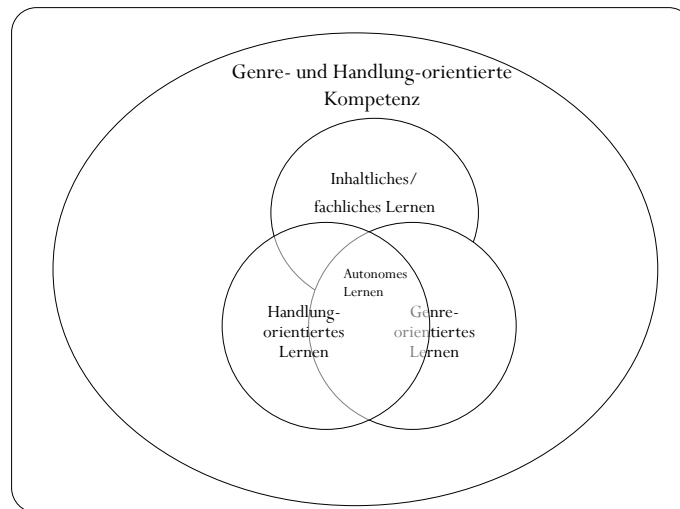 Genre- und Handlung-orientierte
Kompetenz
Inhaltliches/
fachliches Lernen
Autonomes
Lernen
Handlung-
orientiertes
Lernen
Genre-
orientiertes
Lernen